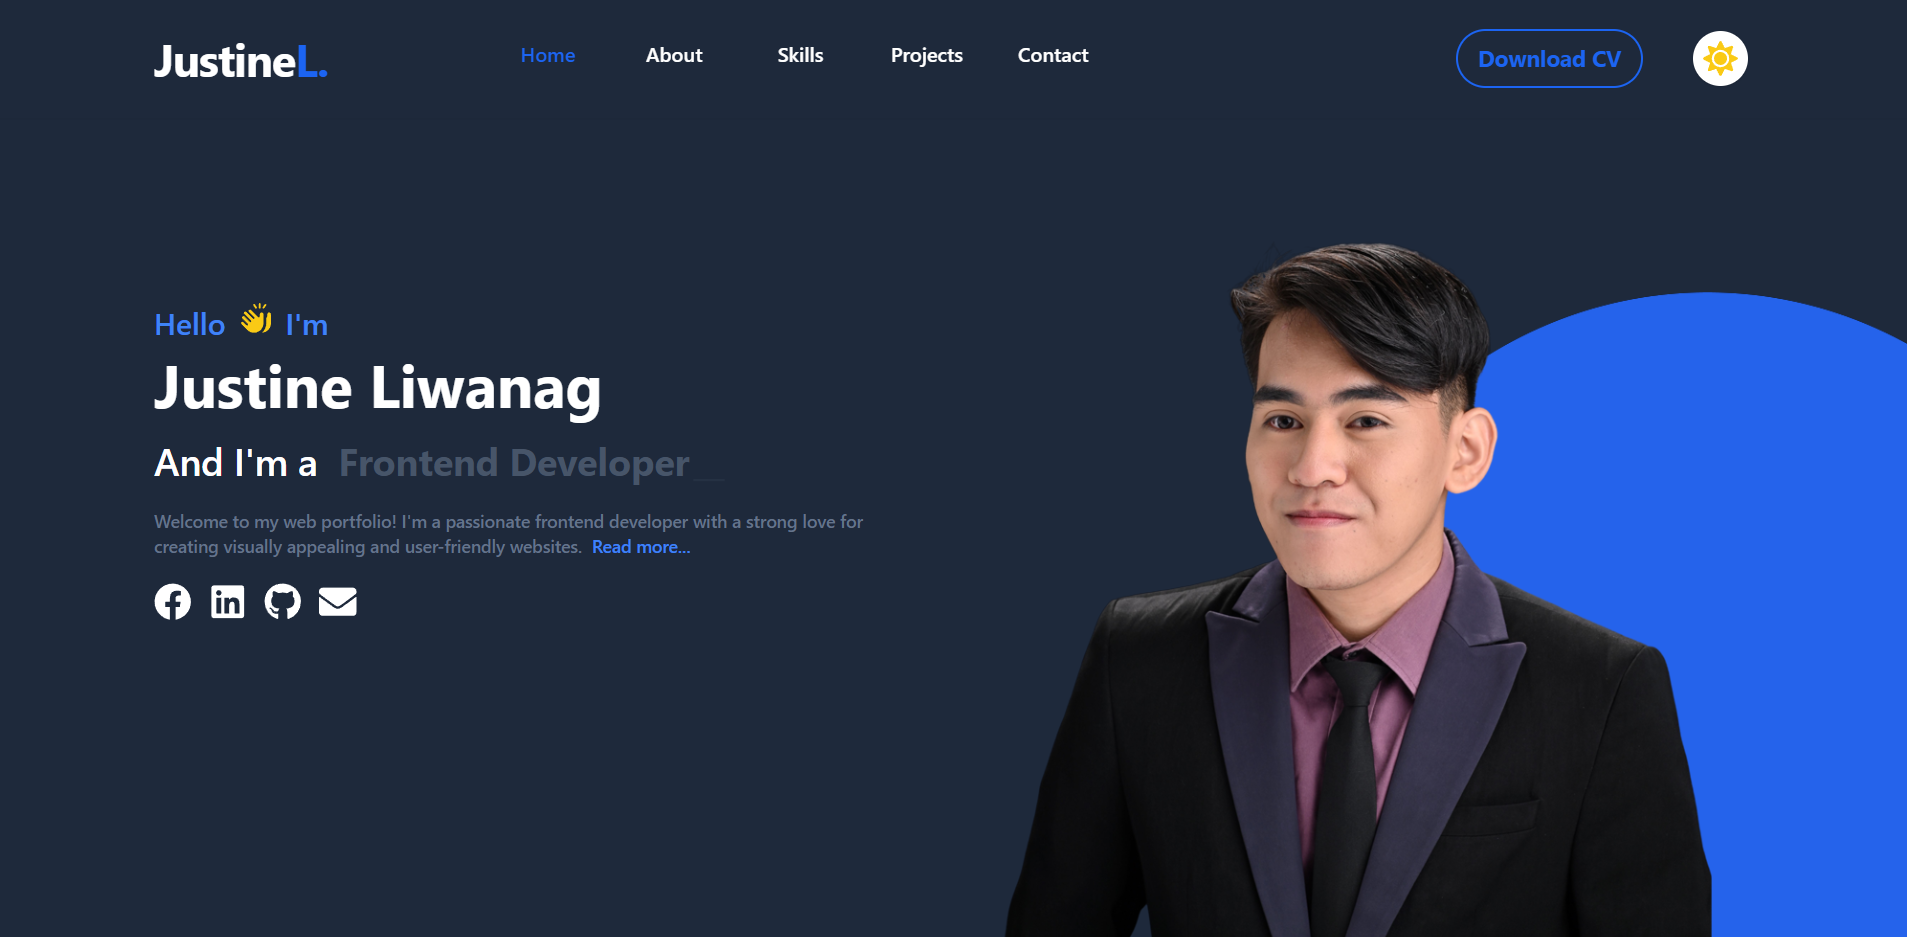 JustineL.
Home About Skills Projects Contact
Download CV
Hello 👋 I'm
Justine Liwanag
And I'm a Frontend Developer_
Welcome to my web portfolio! I'm a passionate frontend developer with a strong love for
creating visually appealing and user-friendly websites. Read more...